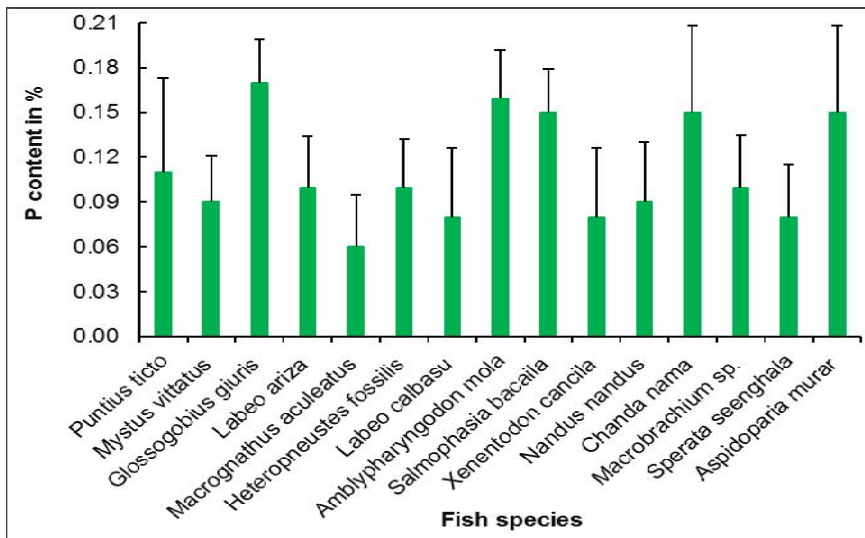 P content in %
0.21
0.18
0.15
0.12
0.09
0.06
0.03
0.00
Puntius ticto
Mystus vittatus
Glossogobius giuris
Labeo ariza
Macrognathus aculeatus
Heteropneustes fossilis
Labeo calbasu
Amblypharyngodon mola
Salmophasia bacaila
Xenentodon cancila
Nandus nandus
Chanda nama
Macrobrachium sp.
Sperata seenghala
Aspidoparia murar
Fish species